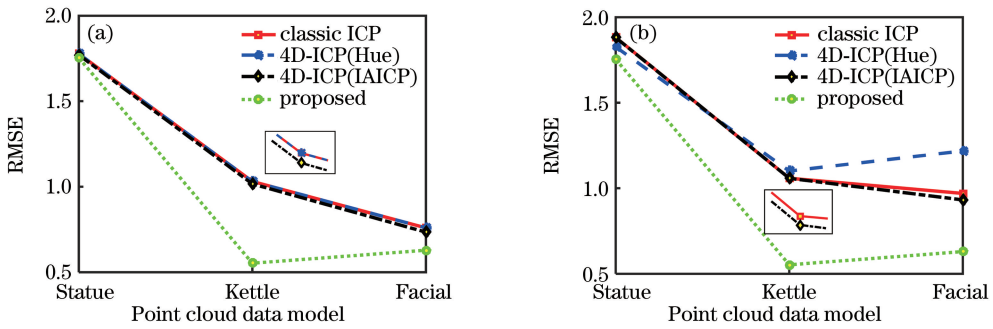 (a)
classic ICP
4D-ICP(Hue)
4D-ICP(IAICP)
proposed
RMSE
2.0
1.5
1.0
0.5
Statue Kettle Facial
Point cloud data model
(b)
classic ICP
4D-ICP(Hue)
4D-ICP(IAICP)
proposed
RMSE
2.0
1.5
1.0
0.5
Statue Kettle Facial
Point cloud data model